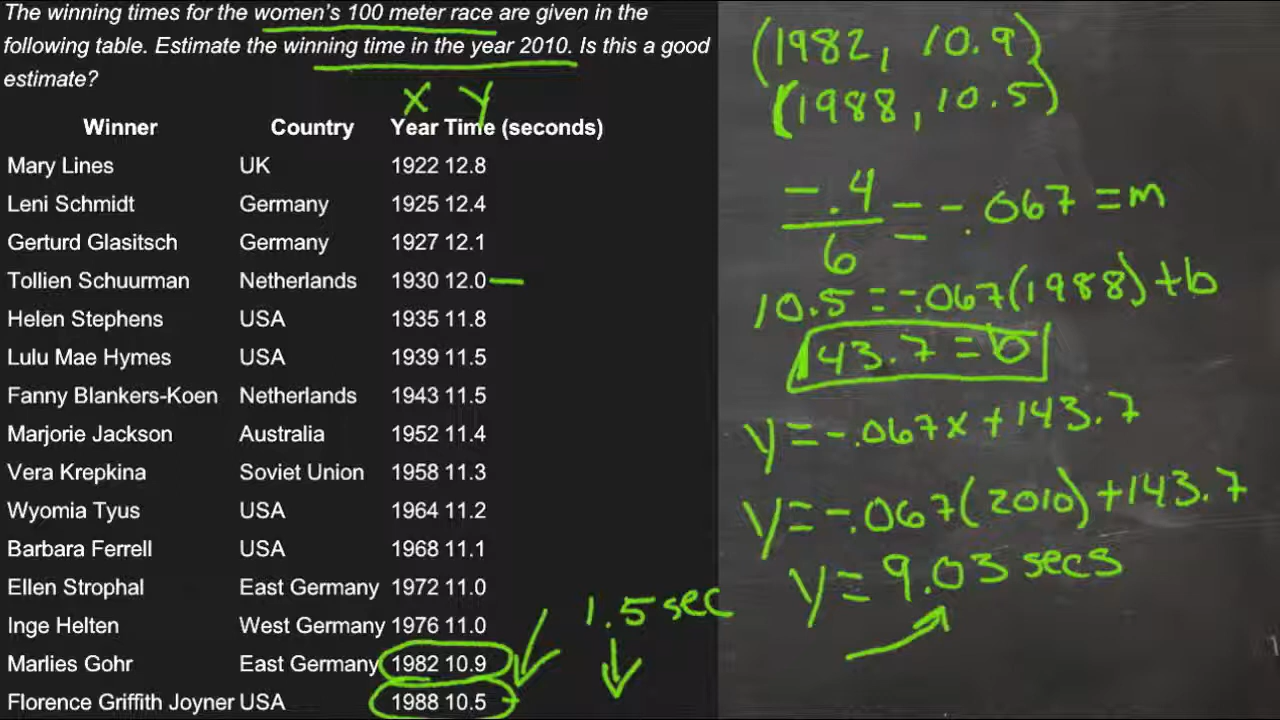 The winning times for the women's 100 meter race are given in the
following table. Estimate the winning time in the year 2010. Is this a good
estimate?
X Y
Winner Country Year Time (seconds)
Mary Lines UK 1922 12.8
Leni Schmidt Germany 1925 12.4
Gerturd Glasitsch Germany 1927 12.1
Tollien Schuurman Netherlands 1930 12.0
Helen Stephens USA 1935 11.8
Lulu Mae Hymes USA 1939 11.5
Fanny Blankers-Koen Netherlands 1943 11.5
Marjorie Jackson Australia 1952 11.4
Vera Krepkina Soviet Union 1958 11.3
Wyomia Tyus USA 1964 11.2
Barbara Ferrell USA 1968 11.1
Ellen Strophal East Germany 1972 11.0
Inge Helten West Germany 1976 11.0
Marlies Gohr East Germany 1982 10.9
Florence Griffith Joyner USA 1988 10.5
1.5 sec
(1982, 10.9)
(1988, 10.5)
-.4
6
= -.067 = m
10.5 = -.067(1988) + b
143.7 = b
y = -.067x + 143.7
y = -.067(2010) + 143.7
y = 9.03 secs